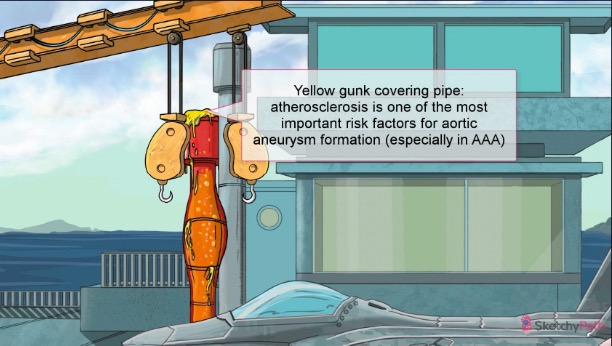 Yellow gunk covering pipe:
atherosclerosis is one of the most
important risk factors for aortic
aneurysm formation (especially in AAA)
SketchyPath